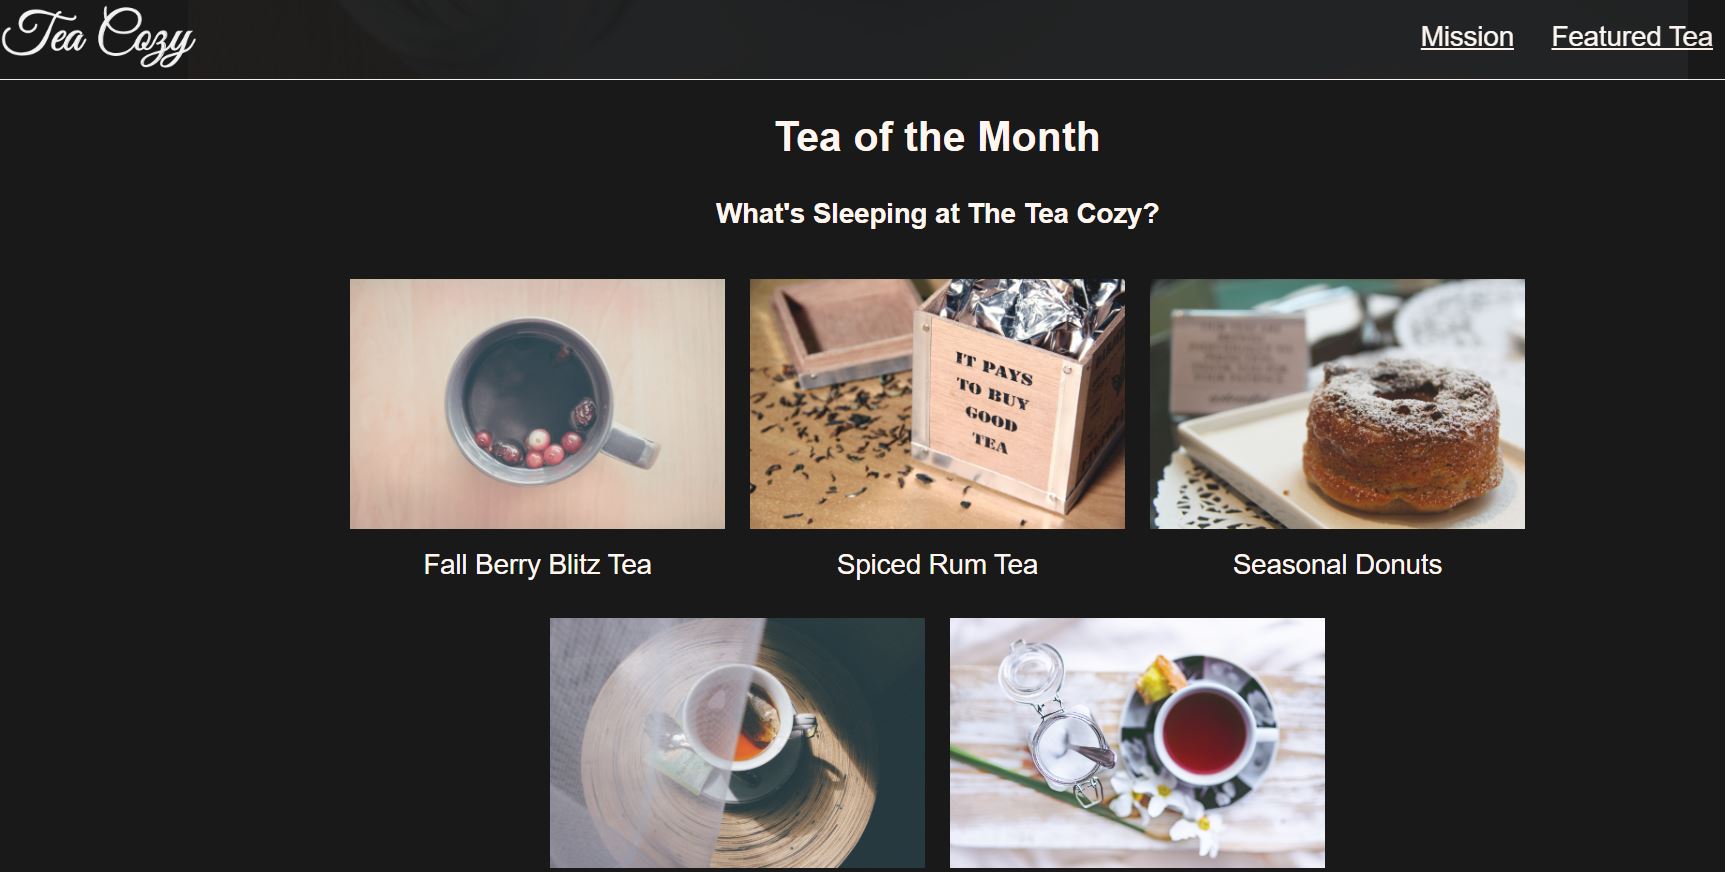 Tea Cozy
Mission
Featured Tea
Tea of the Month
What's Sleeping at The Tea Cozy?
IT PAYS
TO BUY
GOOD
TEA
Fall Berry Blitz Tea
Spiced Rum Tea
Seasonal Donuts